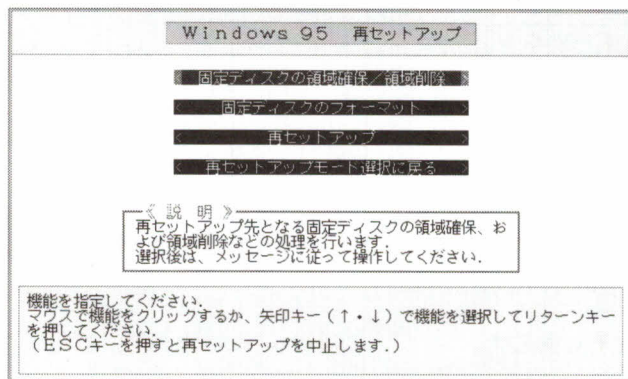 Windows 95　再セットアップ
固定ディスクの領域確保／領域削除
固定ディスクのフォーマット
再セットアップ
再セットアップモード選択に戻る
《 説　明 》
再セットアップ先となる固定ディスクの領域確保、お
よび領域削除などの処理を行います．
選択後は、メッセージに従って操作してください．
機能を指定してください．
マウスで機能をクリックするか、矢印キー（↑・↓）で機能を選択してリターンキー
を押してください．
（ＥＳＣキーを押すと再セットアップを中止します．）